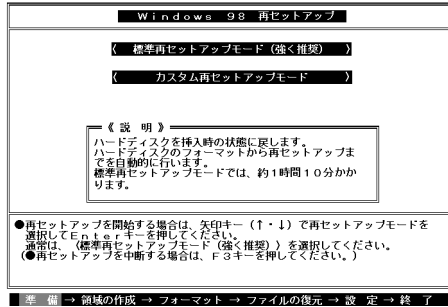 Windows 98 再セットアップ
〈 標準再セットアップモード（強く推奨） 〉
〈 カスタム再セットアップモード 〉
《説 明》
ハードディスクを挿入時の状態に戻します。
ハードディスクのフォーマットから再セットアップま
でを自動的に行います。
標準再セットアップモードでは、約１時間１０分かか
ります。
●再セットアップを開始する場合は、矢印キー（↑・↓）で再セットアップモードを
選択してＥｎｔｅｒキーを押してください。
通常は、〈標準再セットアップモード（強く推奨）〉を選択してください。
（●再セットアップを中断する場合は、Ｆ３キーを押してください。）
準 備 → 領域の作成 → フォーマット → ファイルの復元 → 設 定 → 終 了